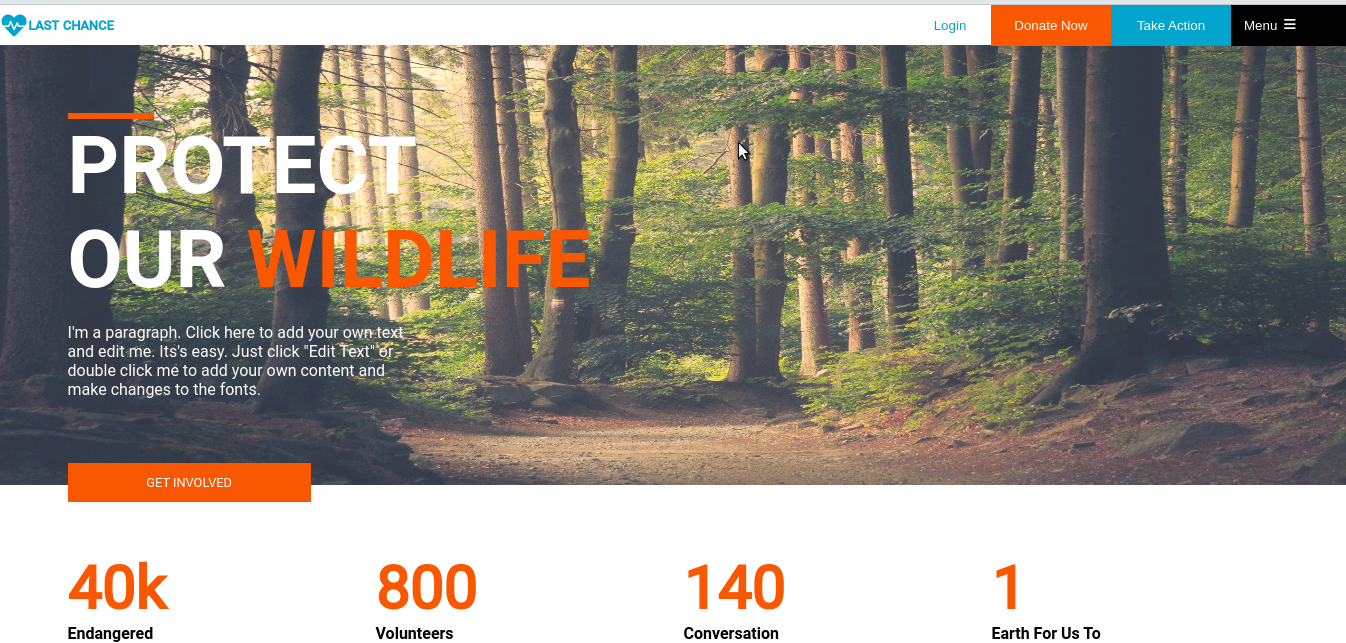 LAST CHANCE
Login
Donate Now
Take Action
Menu
PROTECT
OUR WILDLIFE
I'm a paragraph. Click here to add your own text
and edit me. Its's easy. Just click "Edit Text" or
double click me to add your own content and
make changes to the fonts.
GET INVOLVED
40k
Endangered
800
Volunteers
140
Conversation
1
Earth For Us To